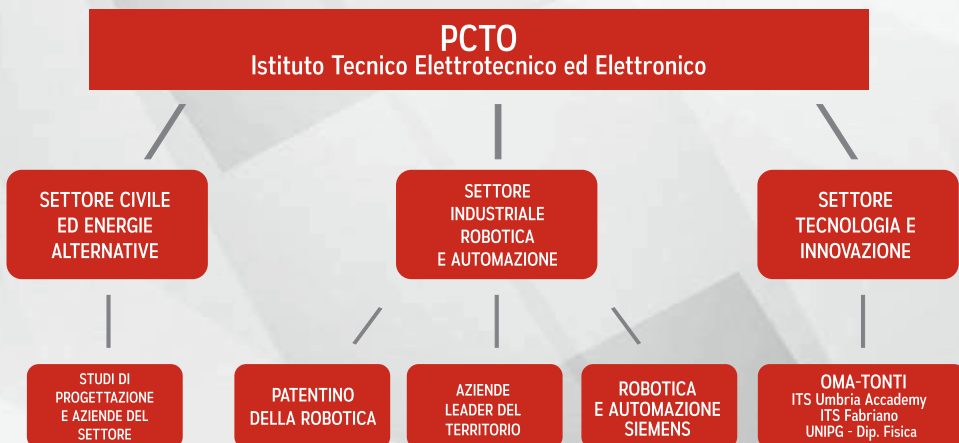 PCTO
Istituto Tecnico Elettrotecnico ed Elettronico
SETTORE CIVILE
ED ENERGIE
ALTERNATIVE
SETTORE
INDUSTRIALE
ROBOTICA
E AUTOMAZIONE
SETTORE
TECNOLOGIA E
INNOVAZIONE
STUDI DI
PROGETTAZIONE
E AZIENDE DEL
SETTORE
PATENTINO
DELLA ROBOTICA
AZIENDE
LEADER DEL
TERRITORIO
ROBOTICA
E AUTOMAZIONE
SIEMENS
OMA-TONTI
ITS Umbria Accademy
ITS Fabriano
UNIPG - Dip. Fisica